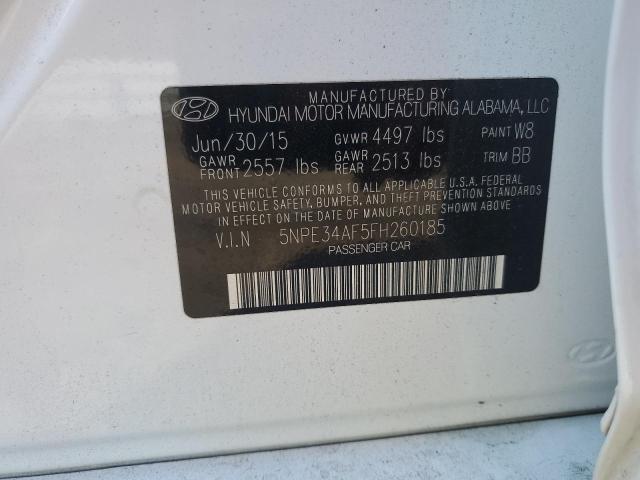 MANUFACTURED BY
HYUNDAI MOTOR MANUFACTURING ALABAMA, LLC
Jun/30/15 GVWR 4497 lbs PAINT W8
GAWR FRONT 2557 lbs GAWR REAR 2513 lbs TRIM BB
THIS VEHICLE CONFORMS TO ALL APPLICABLE U.S.A. FEDERAL
MOTOR VEHICLE SAFETY, BUMPER, AND THEFT PREVENTION STANDARDS
IN EFFECT ON THE DATE OF MANUFACTURE SHOWN ABOVE.
V.I.N 5NPE34AF5FH260185
PASSENGER CAR